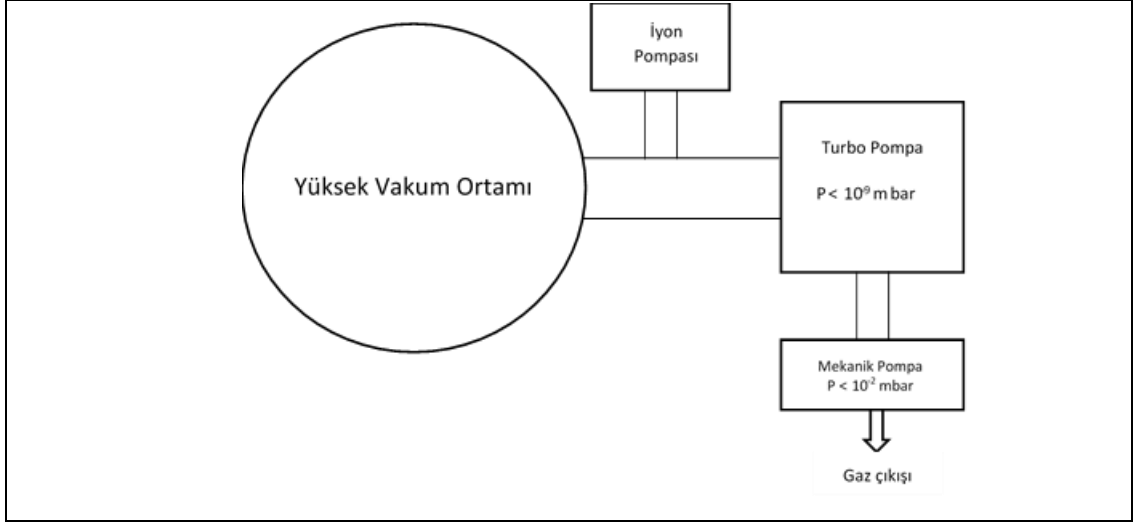 İyon
Pompası
Yüksek Vakum Ortamı
Turbo Pompa
P < 10⁹ m bar
Mekanik Pompa
P < 10⁻² mbar
Gaz çıkışı